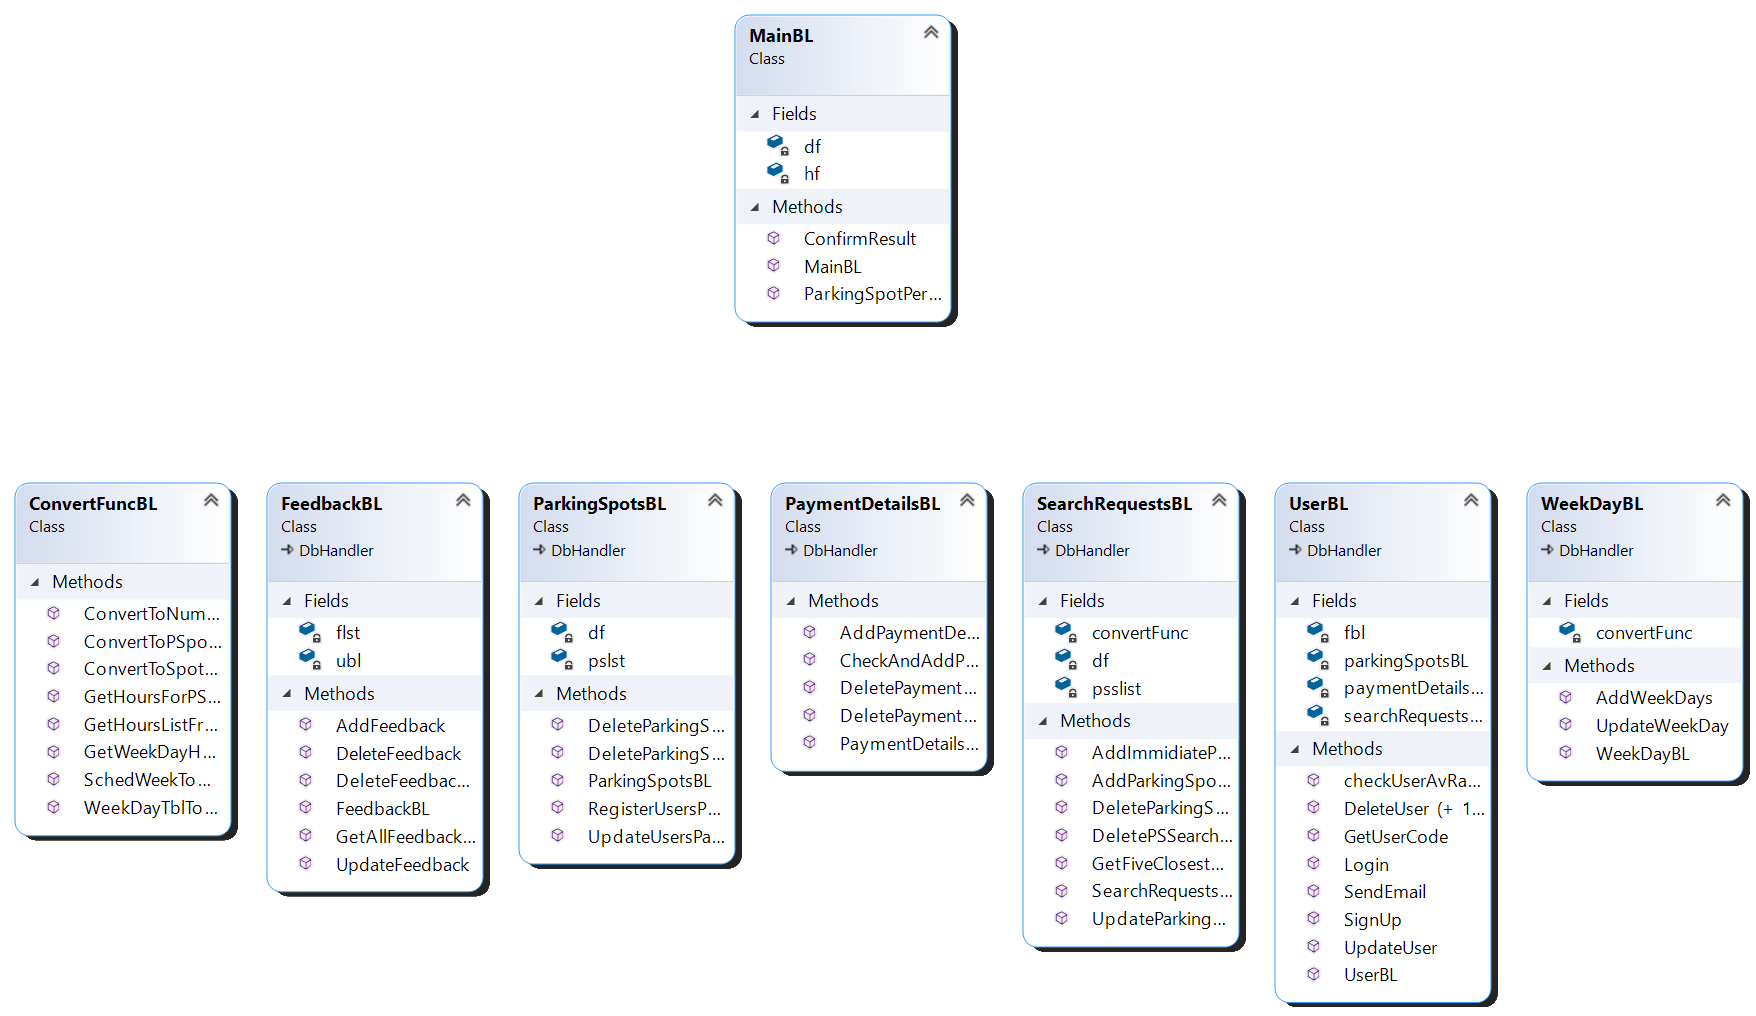 MainBL
Class
Fields
df
hf
Methods
ConfirmResult
MainBL
ParkingSpotPer...
ConvertFuncBL
Class
Methods
ConvertToNum...
ConvertToPSpo...
ConvertToSpot...
GetHoursForPS...
GetHoursListFr...
GetWeekDayH...
SchedWeekTo...
WeekDayTblTo...
FeedbackBL
Class
DbHandler
Fields
flst
ubl
Methods
AddFeedback
DeleteFeedback
DeleteFeedbac...
FeedbackBL
GetAllFeedback...
UpdateFeedback
ParkingSpotsBL
Class
DbHandler
Fields
df
pslst
Methods
DeleteParkingS...
DeleteParkingS...
ParkingSpotsBL
RegisterUsersP...
UpdateUsersPa...
PaymentDetailsBL
Class
DbHandler
Methods
AddPaymentDe...
CheckAndAddP...
DeletePayment...
DeletePayment...
PaymentDetails...
SearchRequestsBL
Class
DbHandler
Fields
convertFunc
df
psslist
Methods
AddImmidiateP...
AddParkingSpo...
DeleteParkingS...
DeletePSSearch...
GetFiveClosest...
SearchRequests...
UpdateParking...
UserBL
Class
DbHandler
Fields
fbl
parkingSpotsBL
paymentDetails...
searchRequests...
Methods
checkUserAvRa...
DeleteUser (+ 1...
GetUserCode
Login
SendEmail
SignUp
UpdateUser
UserBL
WeekDayBL
Class
DbHandler
Fields
convertFunc
Methods
AddWeekDays
UpdateWeekDay
WeekDayBL